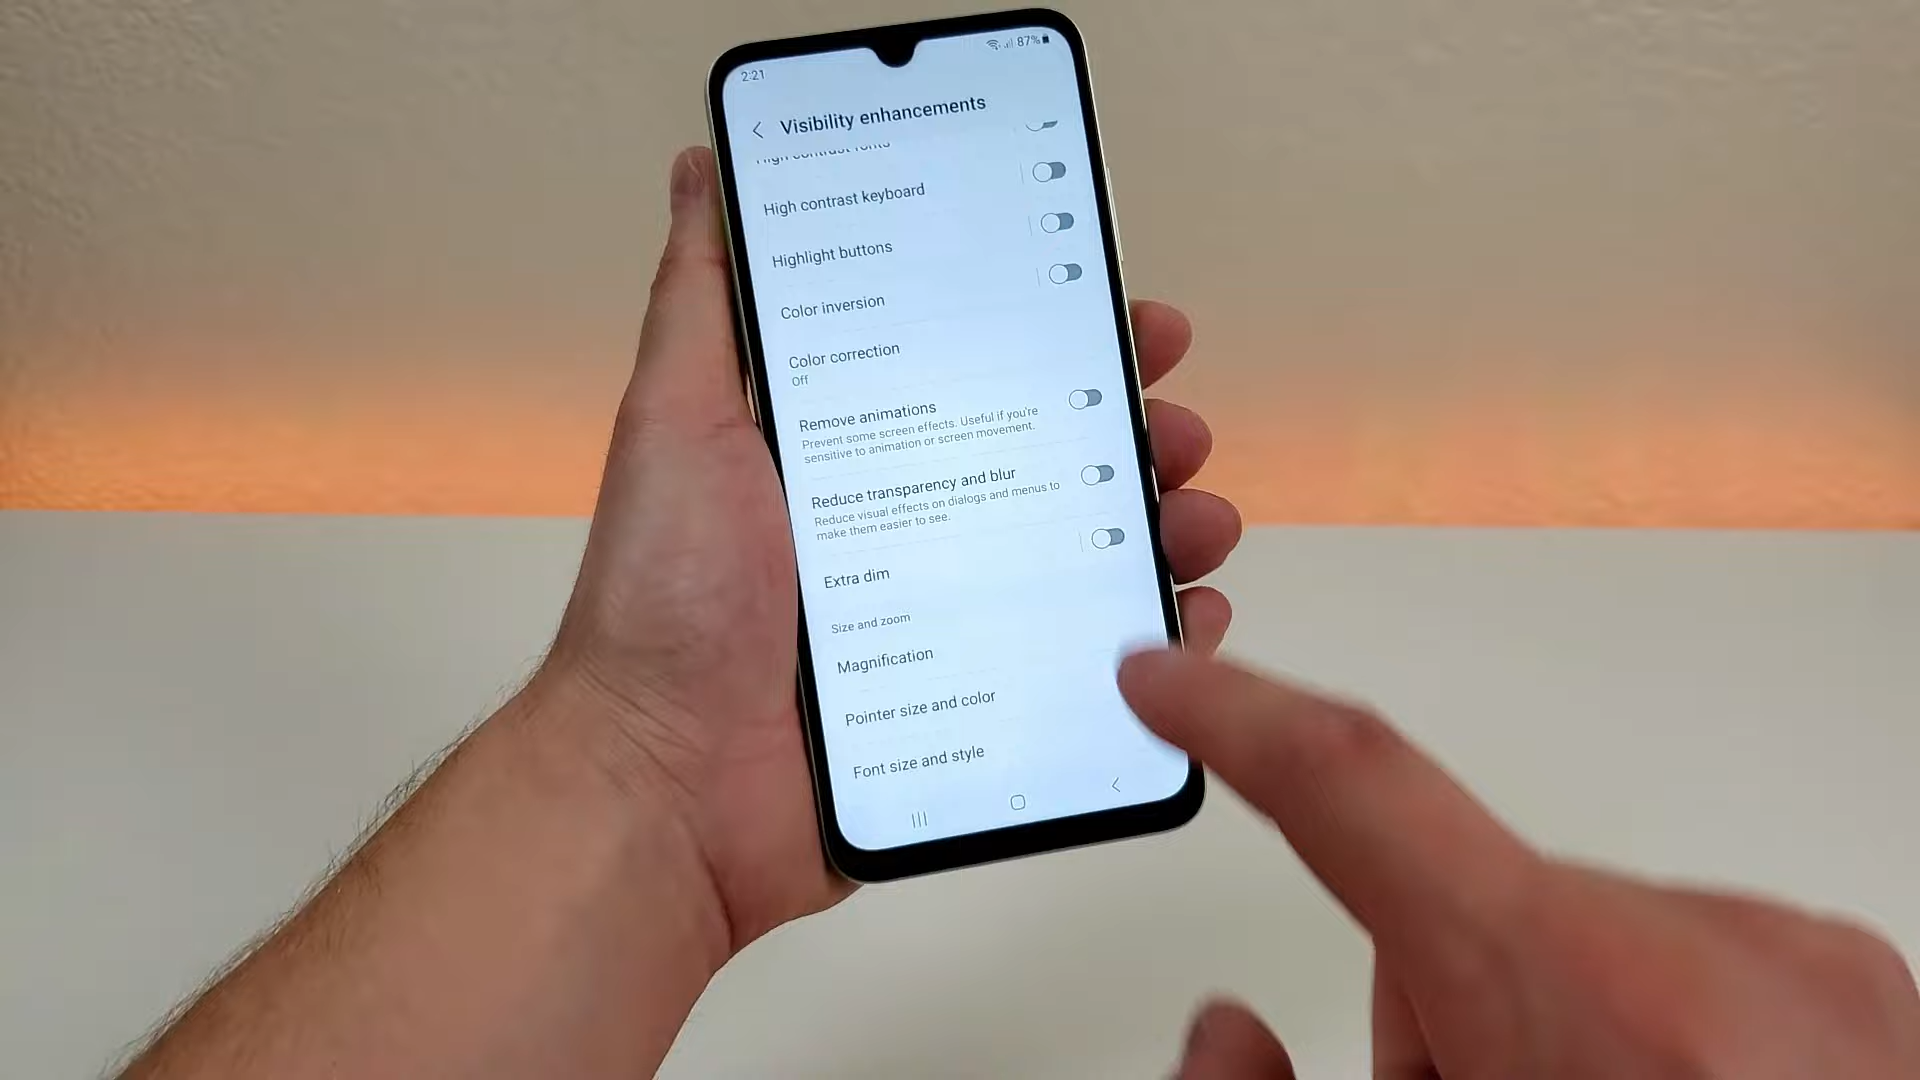 2:21
87%
Visibility enhancements
High contrast fonts
High contrast keyboard
Highlight buttons
Color inversion
Color correction
Off
Remove animations
Prevent some screen effects. Useful if you're
sensitive to animation or screen movement.
Reduce transparency and blur
Reduce visual effects on dialogs and menus to
make them easier to see.
Extra dim
Size and zoom
Magnification
Pointer size and color
Font size and style